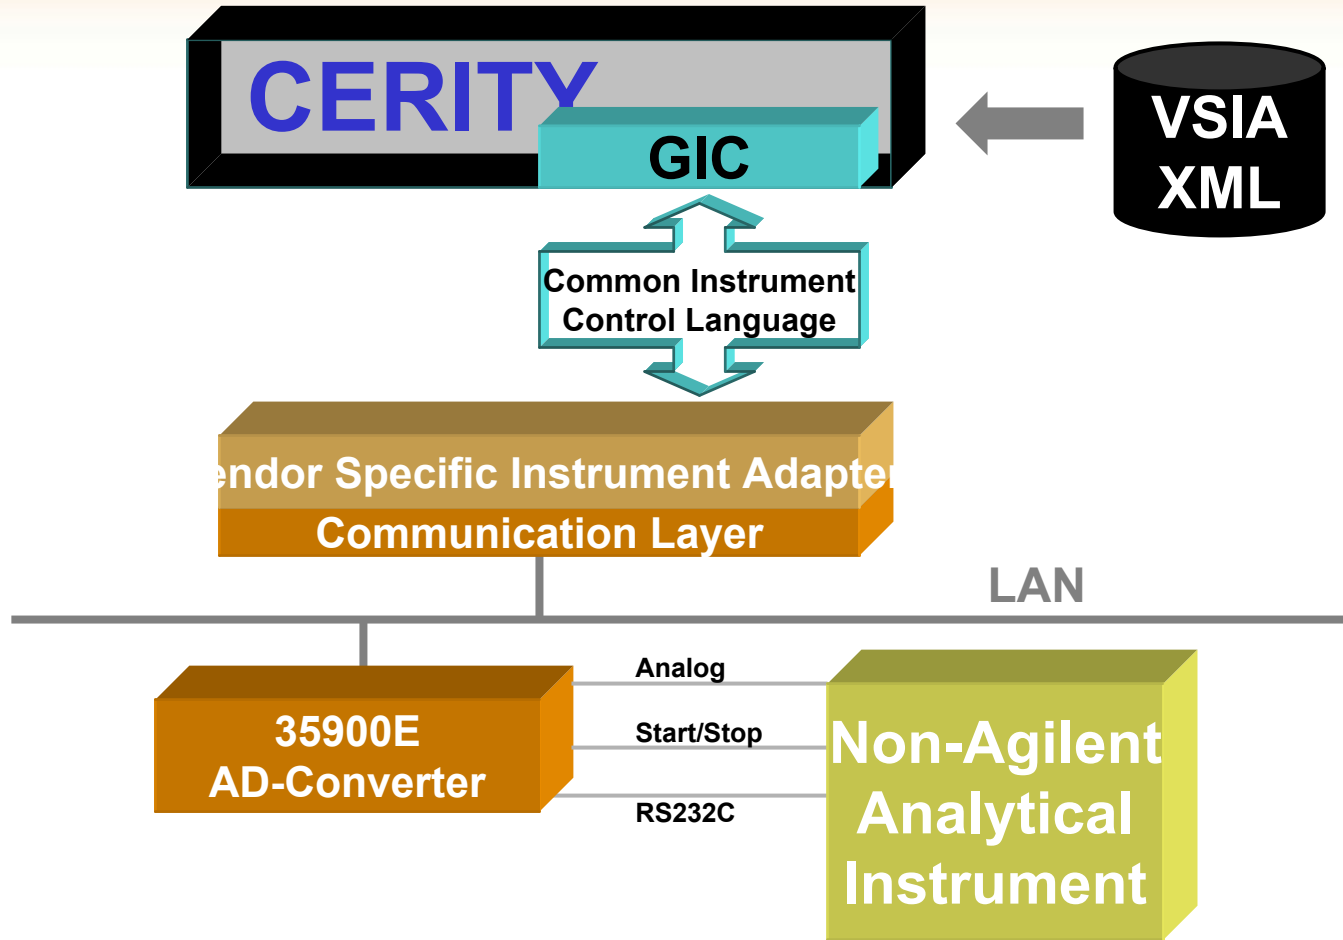 CERITY
GIC
VSIA
XML
Common Instrument
Control Language
endor Specific Instrument Adapter
Communication Layer
LAN
35900E
AD-Converter
Analog
Start/Stop
RS232C
Non-Agilent
Analytical
Instrument